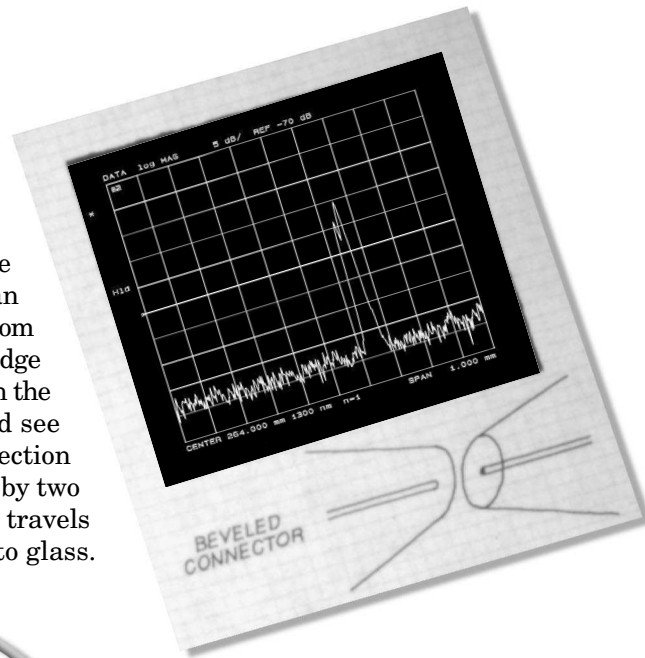 e
an
om
dge
n the
d see
ection
by two
travels
to glass.
DATA log MAG 5 dB/ REF -70 dB
*
Hld
CENTER 264.000 mm 1300 nm n=1
SPAN 1.000 mm
BEVELED
CONNECTOR